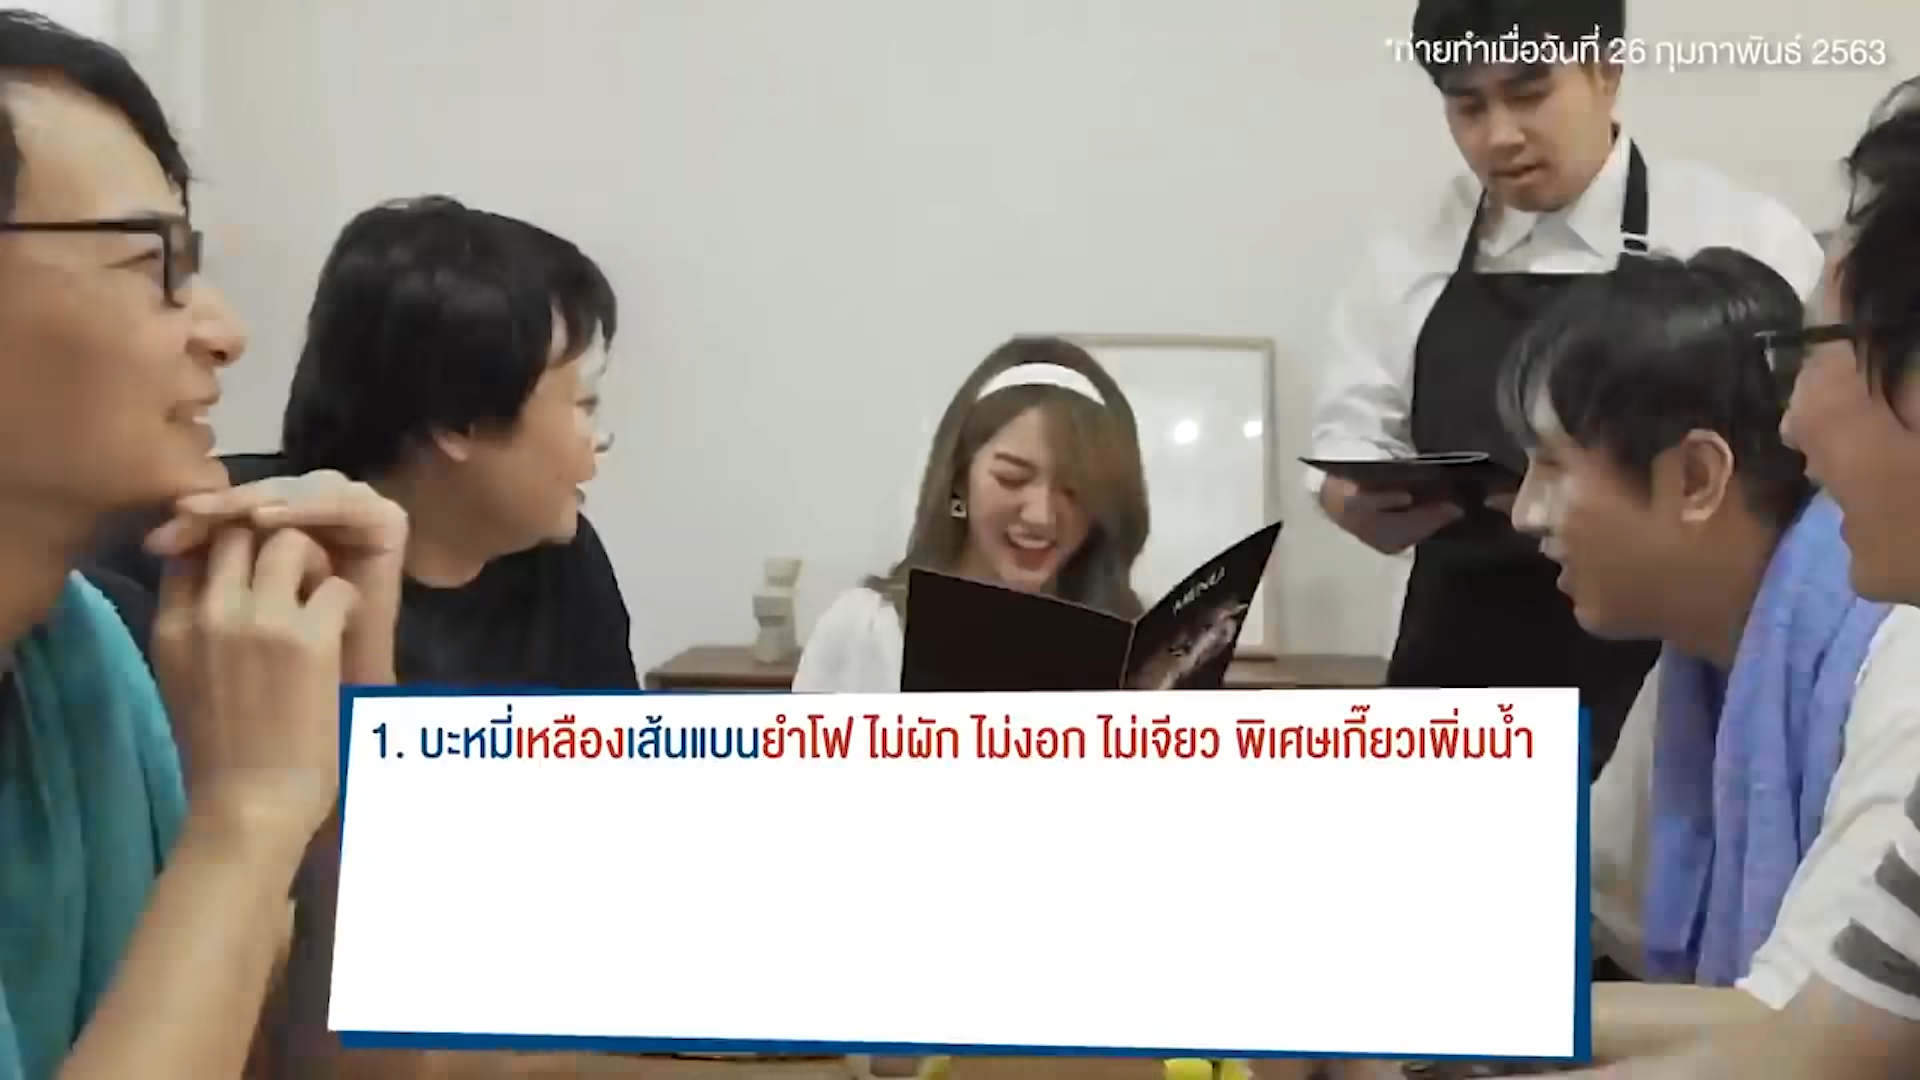 *ถ่ายทำเมื่อวันที่ 26 กุมภาพันธ์ 2563
MENU
1. บะหมี่เหลืองเส้นแบนยำโฟ ไม่ผัก ไม่งอก ไม่เจียว พิเศษเกี๊ยวเพิ่มน้ำ